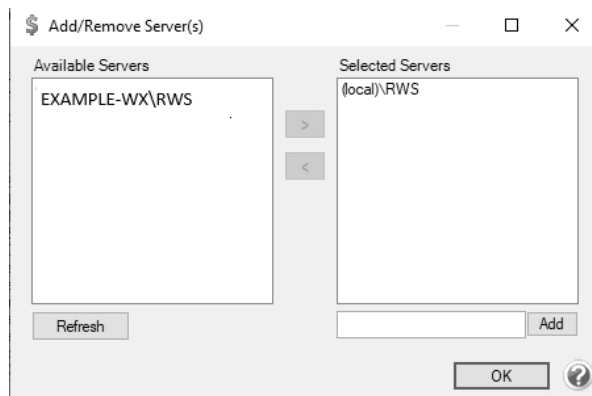 $ Add/Remove Server(s)
Available Servers
EXAMPLE-WX\RWS
>
<
Refresh
Selected Servers
(local)\RWS
Add
OK
?